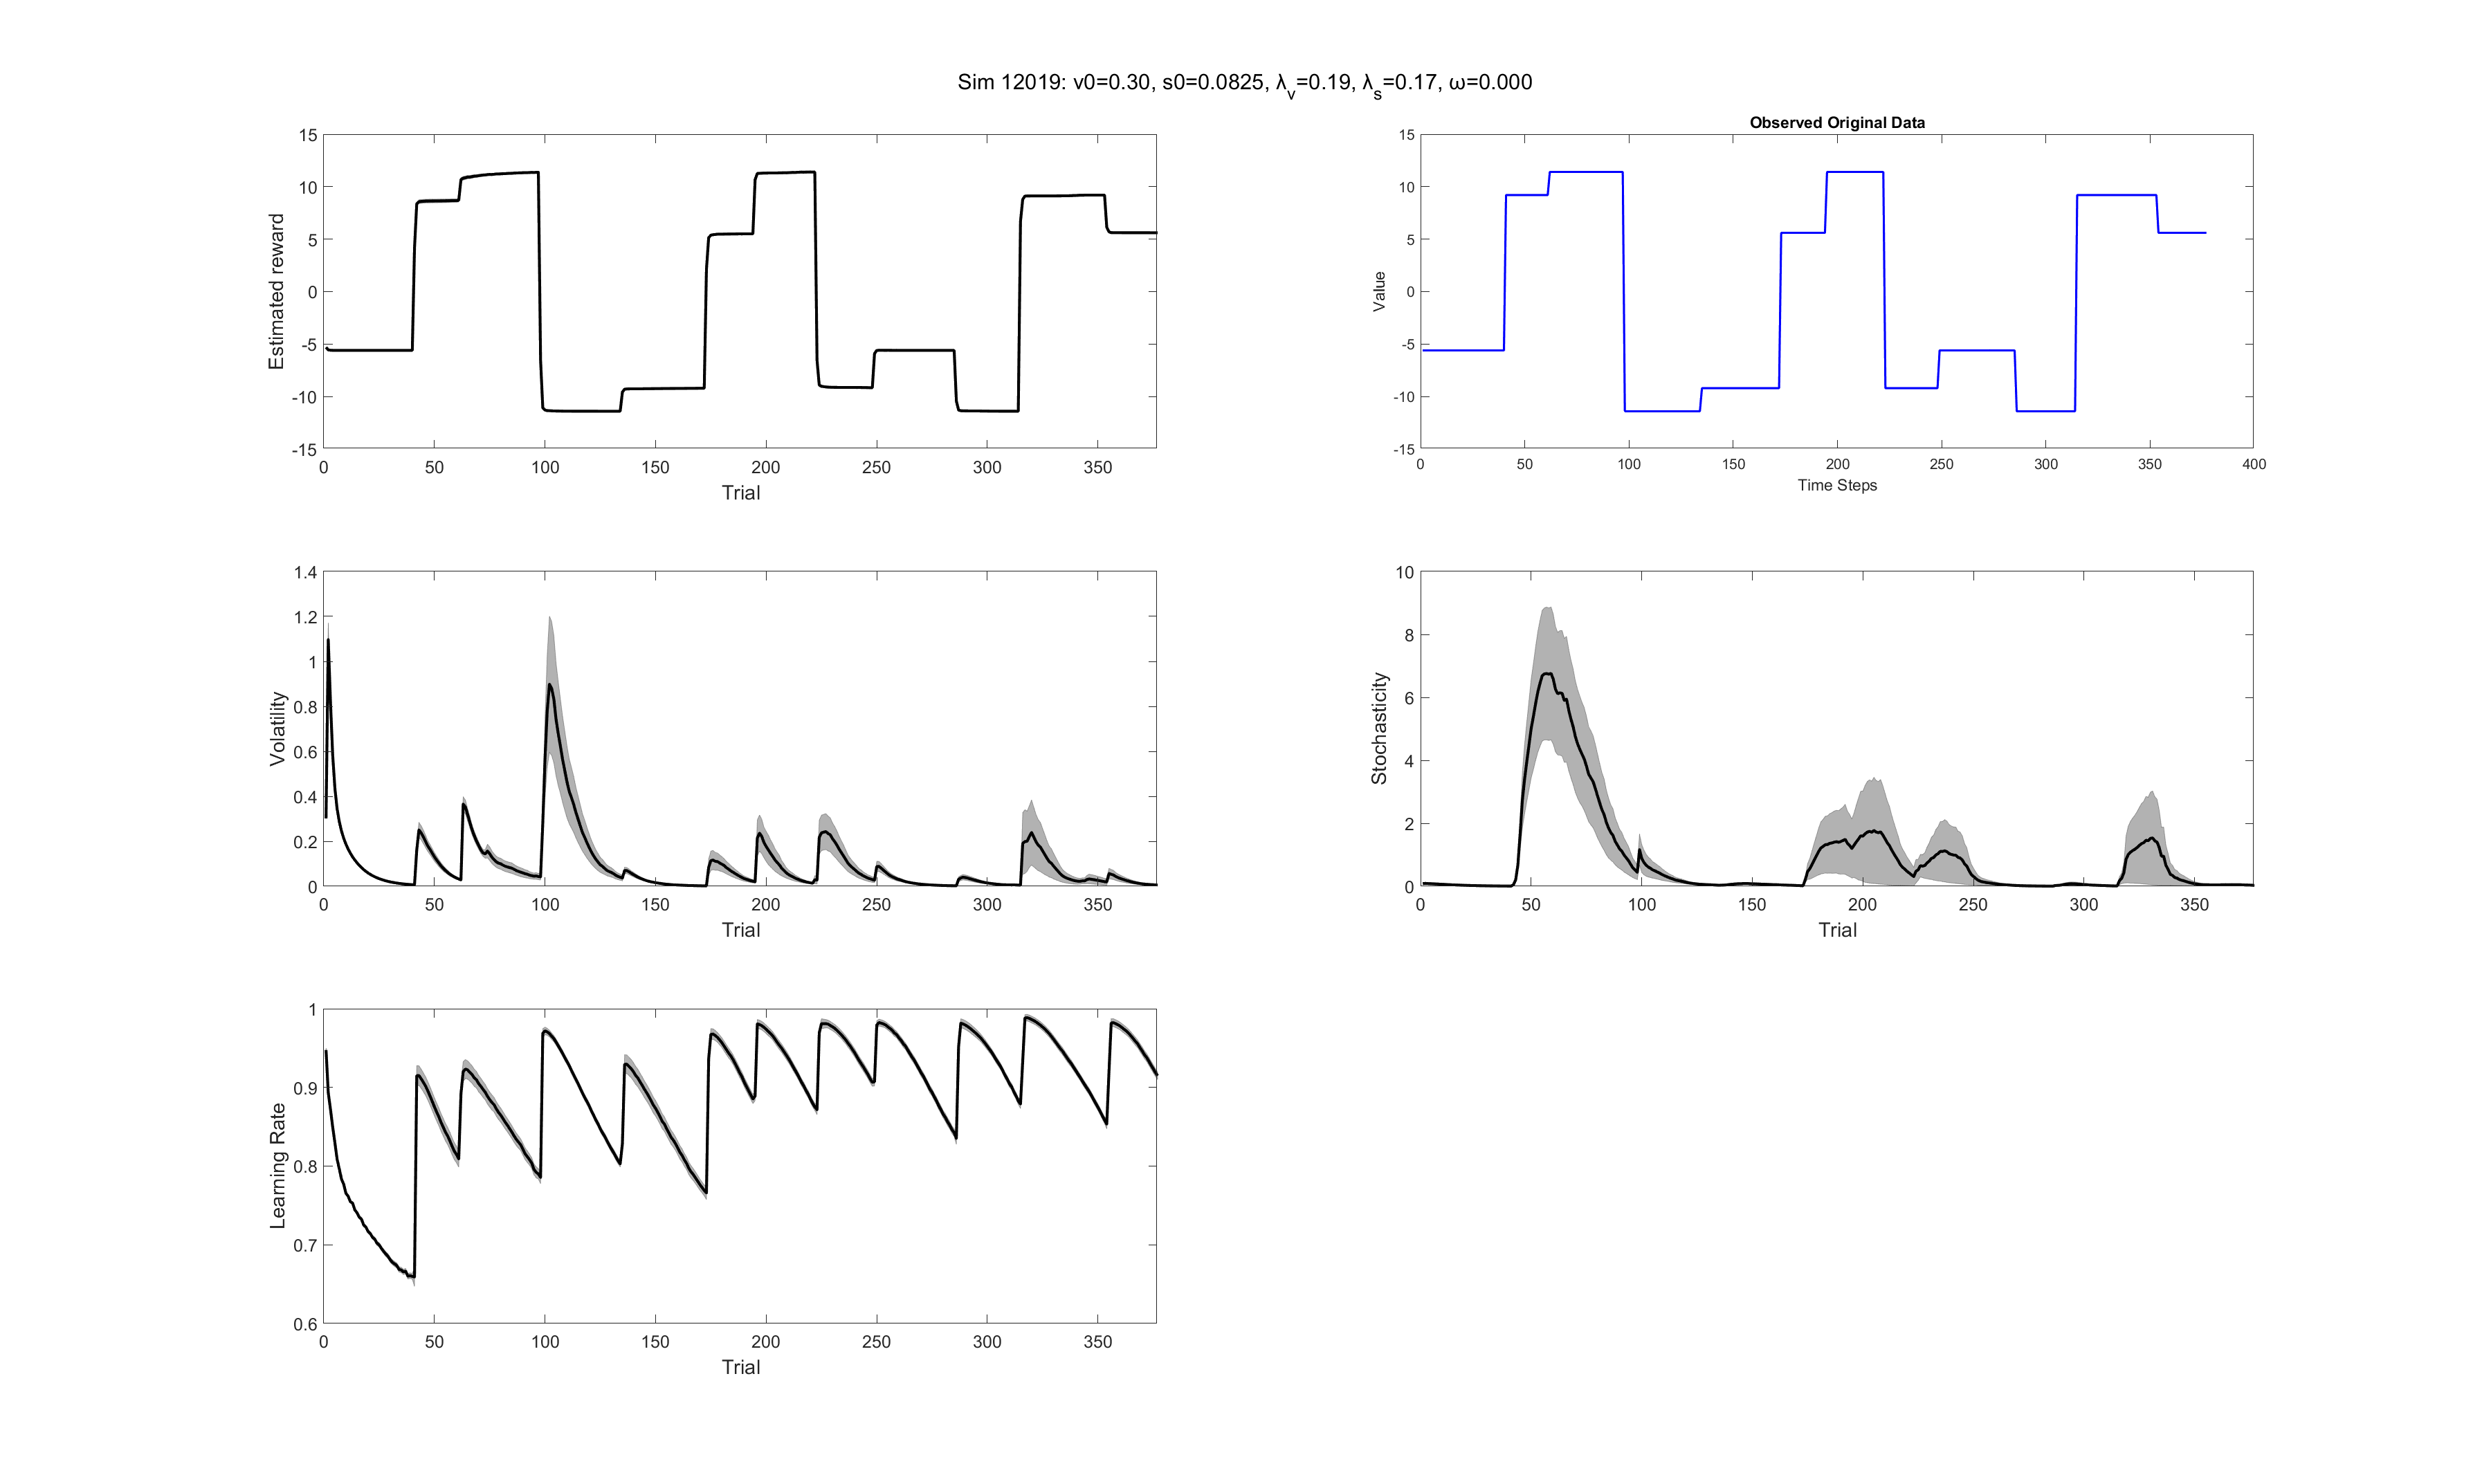 Sim 12019: v0=0.30, s0=0.0825, λv=0.19, λs=0.17, ω=0.000
15
10
5
0
-5
-10
-15
Estimated reward
0 50 100 150 200 250 300 350
Trial
Observed Original Data
15
10
5
0
-5
-10
-15
Value
0 50 100 150 200 250 300 350 400
Time Steps
1.4
1.2
1
0.8
0.6
0.4
0.2
0
Volatility
0 50 100 150 200 250 300 350
Trial
10
8
6
4
2
0
Stochasticity
0 50 100 150 200 250 300 350
Trial
1
0.9
0.8
0.7
0.6
Learning Rate
0 50 100 150 200 250 300 350
Trial